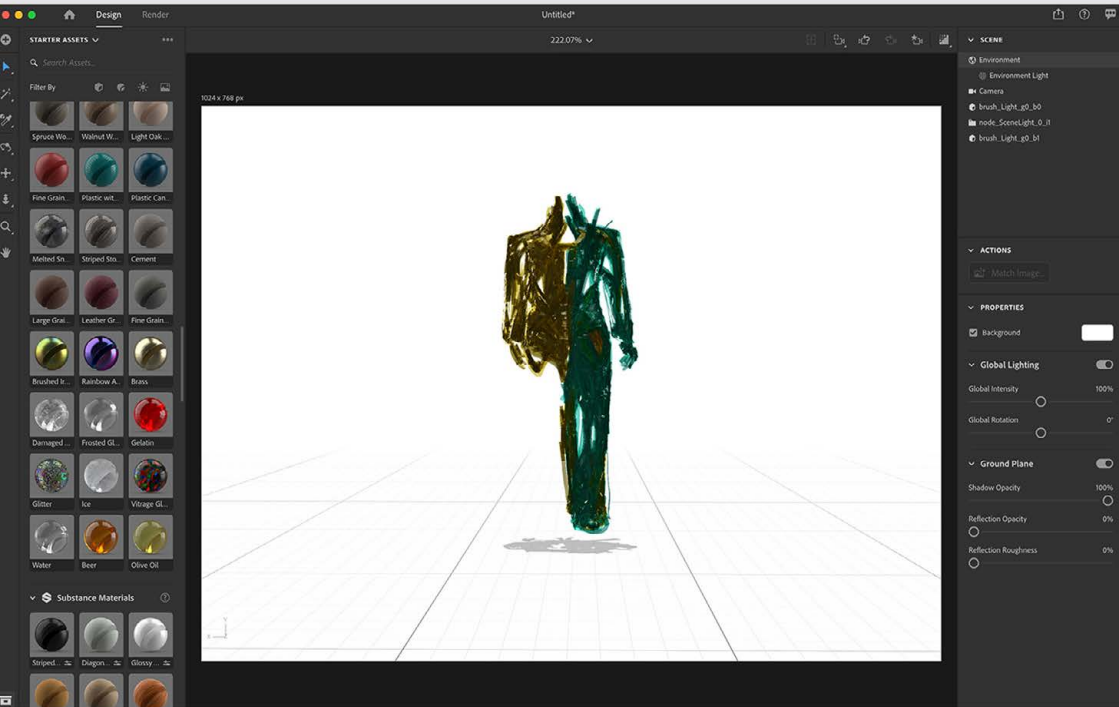 Design
Render
Untitled*
STARTER ASSETS
222.07%
SCENE
Search Assets...
Environment
Environment Light
Filter By
Camera
1024 x 768 px
brush_Light_g0_b0
node_SceneLight_0_i1
Spruce Wo... Walnut W... Light Oak ...
brush_Light_g0_b1
Fine Grain... Plastic wit... Plastic Can...
Melted Sn... Striped Sto... Cement
ACTIONS
Match Image...
Large Grai... Leather Gr... Fine Grain...
PROPERTIES
Background
Global Lighting
Brushed Ir... Rainbow A... Brass
Global Intensity 100%
Global Rotation 0°
Damaged ... Frosted Gl... Gelatin
Ground Plane
Shadow Opacity 100%
Glitter Ice Vitrage Gl...
Reflection Opacity 0%
Reflection Roughness 0%
Water Beer Olive Oil
Substance Materials
Striped... Diagon... Glossy...